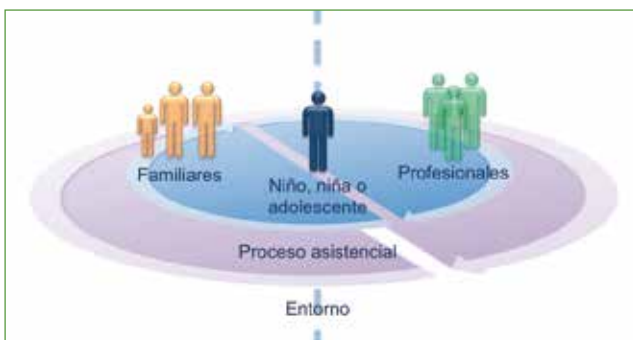 Familiares
Niño, niña o
adolescente
Profesionales
Proceso asistencial
Entorno